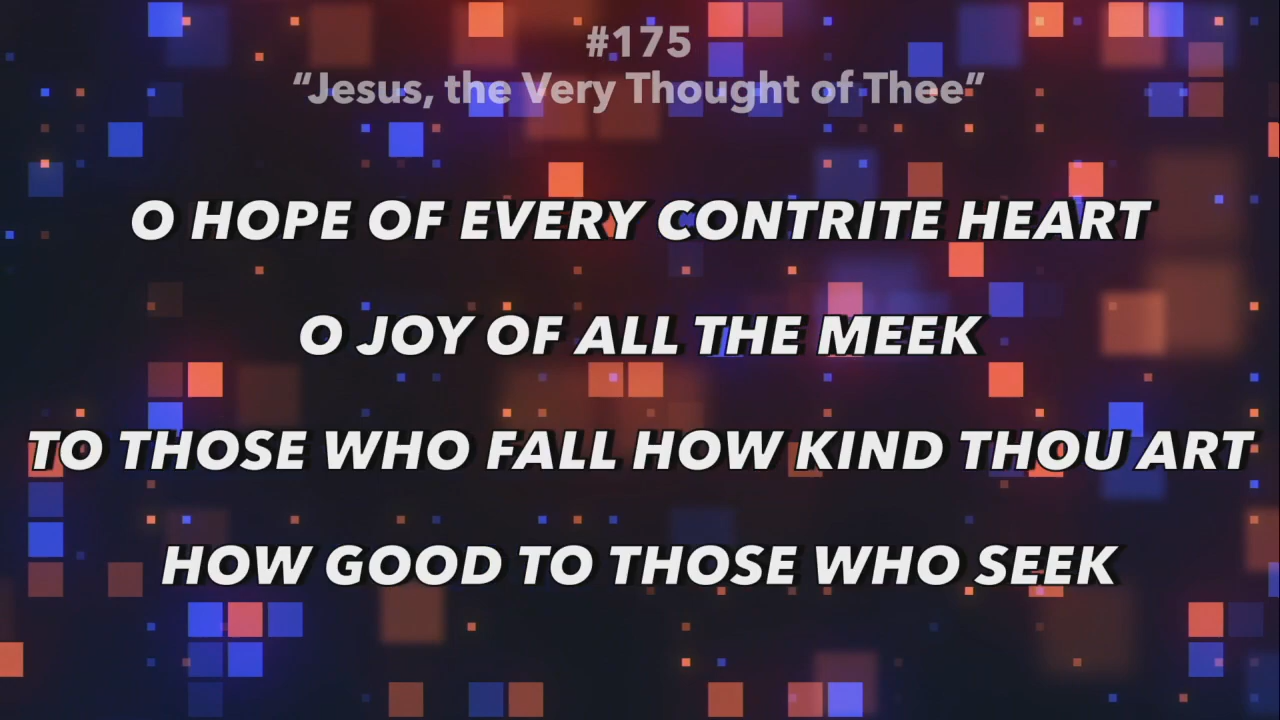 #175
“Jesus, the Very Thought of Thee”
O HOPE OF EVERY CONTRITE HEART
O JOY OF ALL THE MEEK
TO THOSE WHO FALL HOW KIND THOU ART
HOW GOOD TO THOSE WHO SEEK